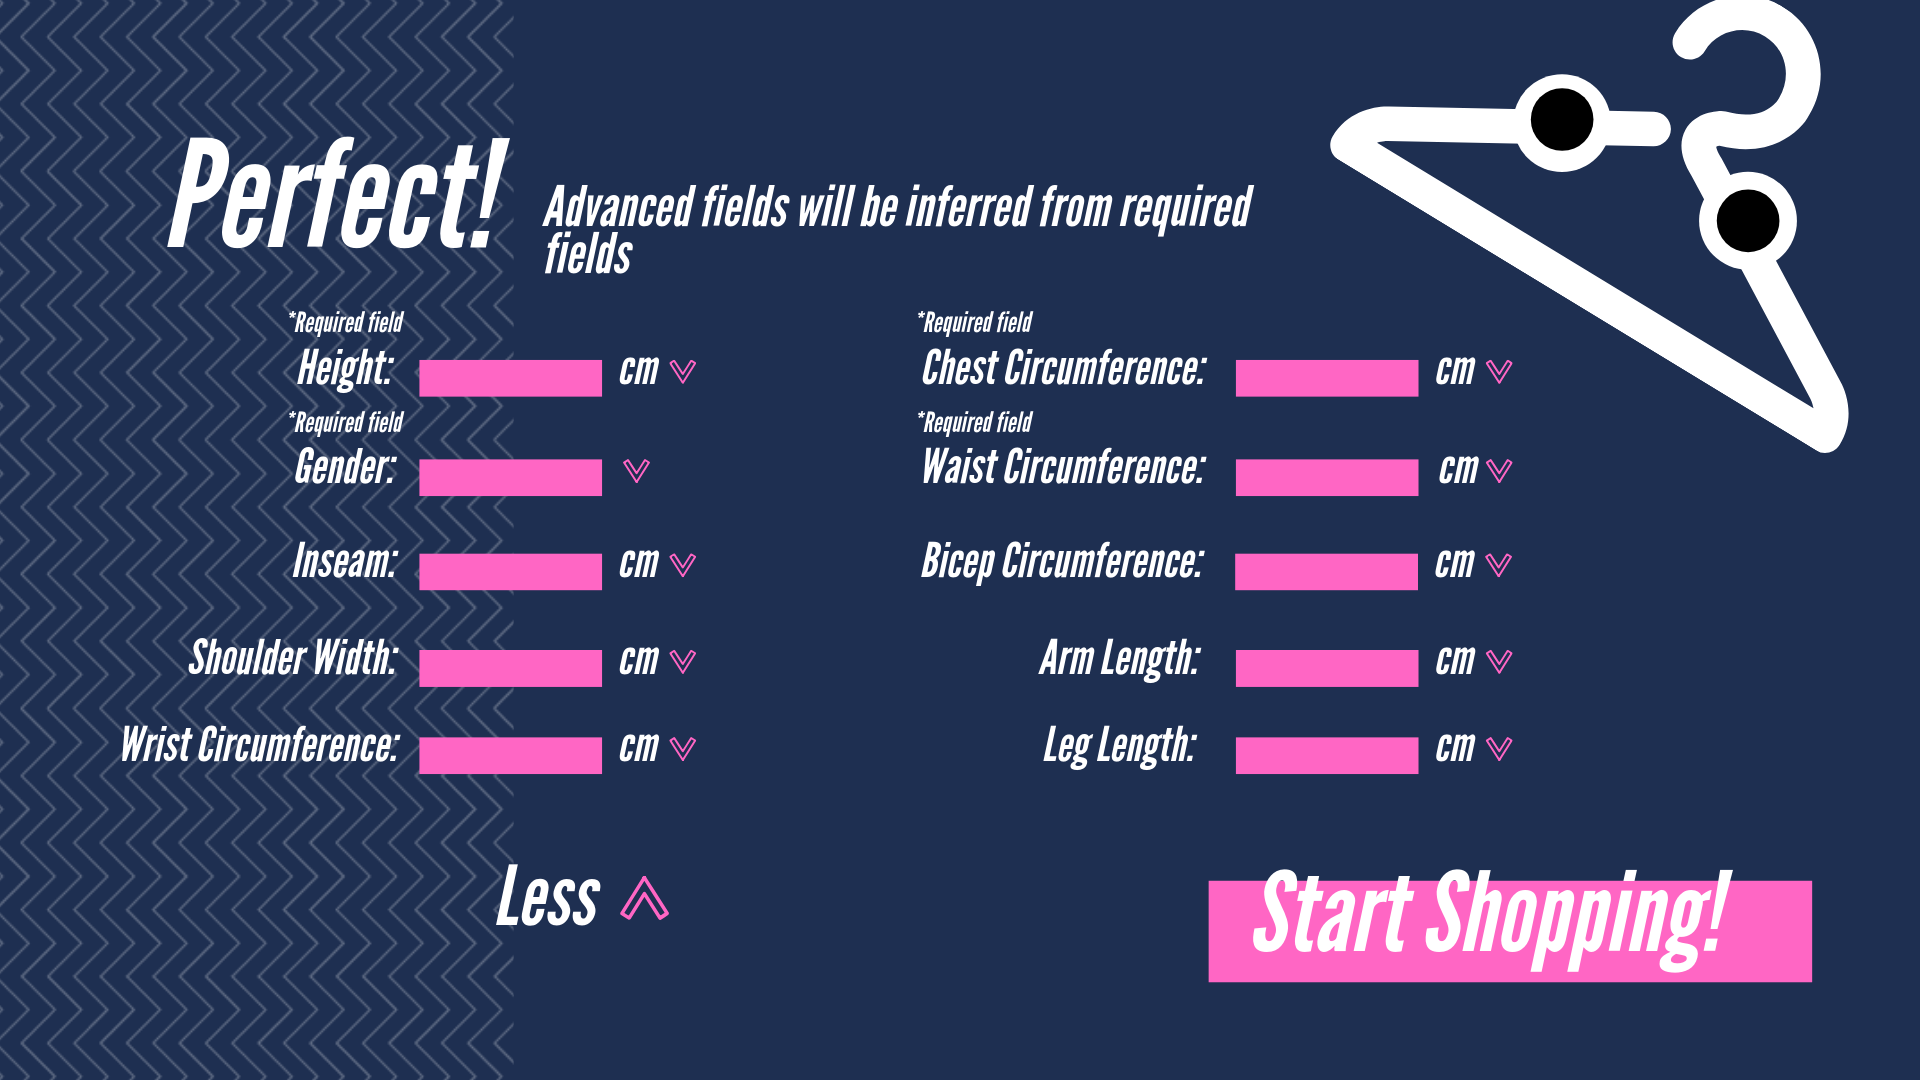 Perfect!
Advanced fields will be inferred from required
fields
*Required field
Height: cm
*Required field
Gender:
Inseam: cm
Shoulder Width: cm
Wrist Circumference: cm
*Required field
Chest Circumference: cm
*Required field
Waist Circumference: cm
Bicep Circumference: cm
Arm Length: cm
Leg Length: cm
Less
Start Shopping!